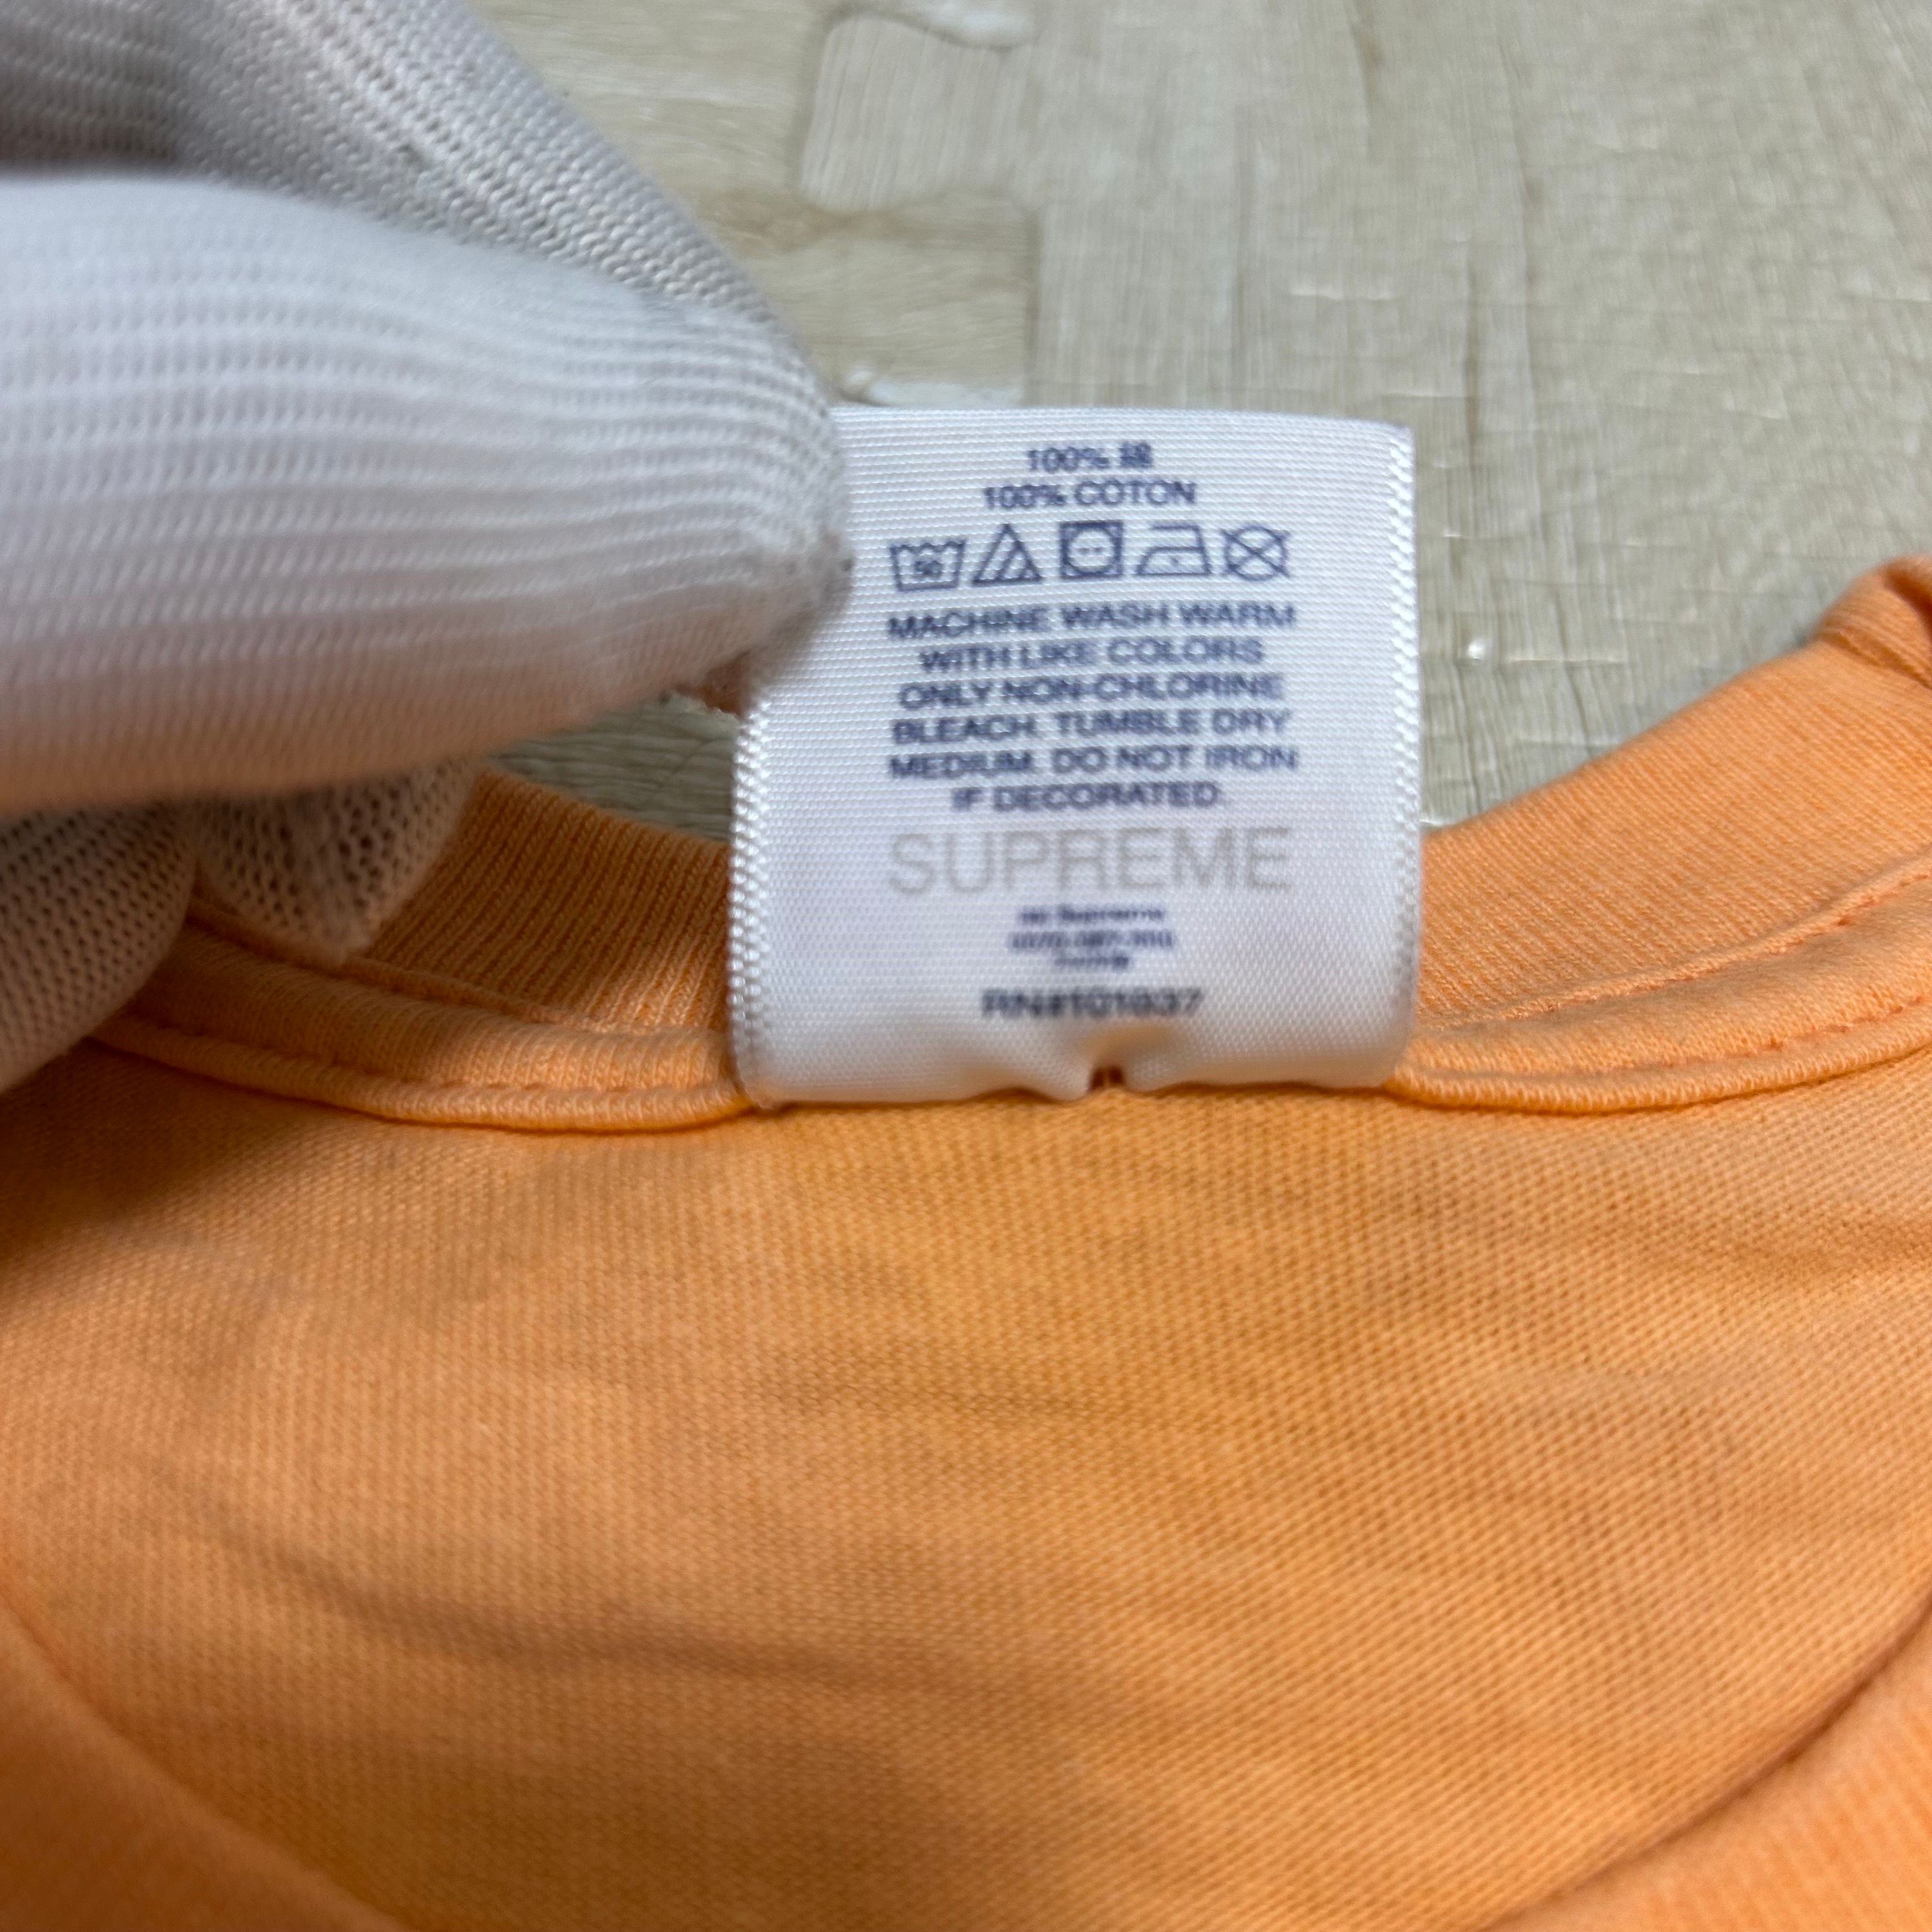 100% 綿
100% COTON
MACHINE WASH WARM
WITH LIKE COLORS
ONLY NON-CHLORINE
BLEACH. TUMBLE DRY
MEDIUM. DO NOT IRON
IF DECORATED.
SUPREME
Supreme
RN#101837